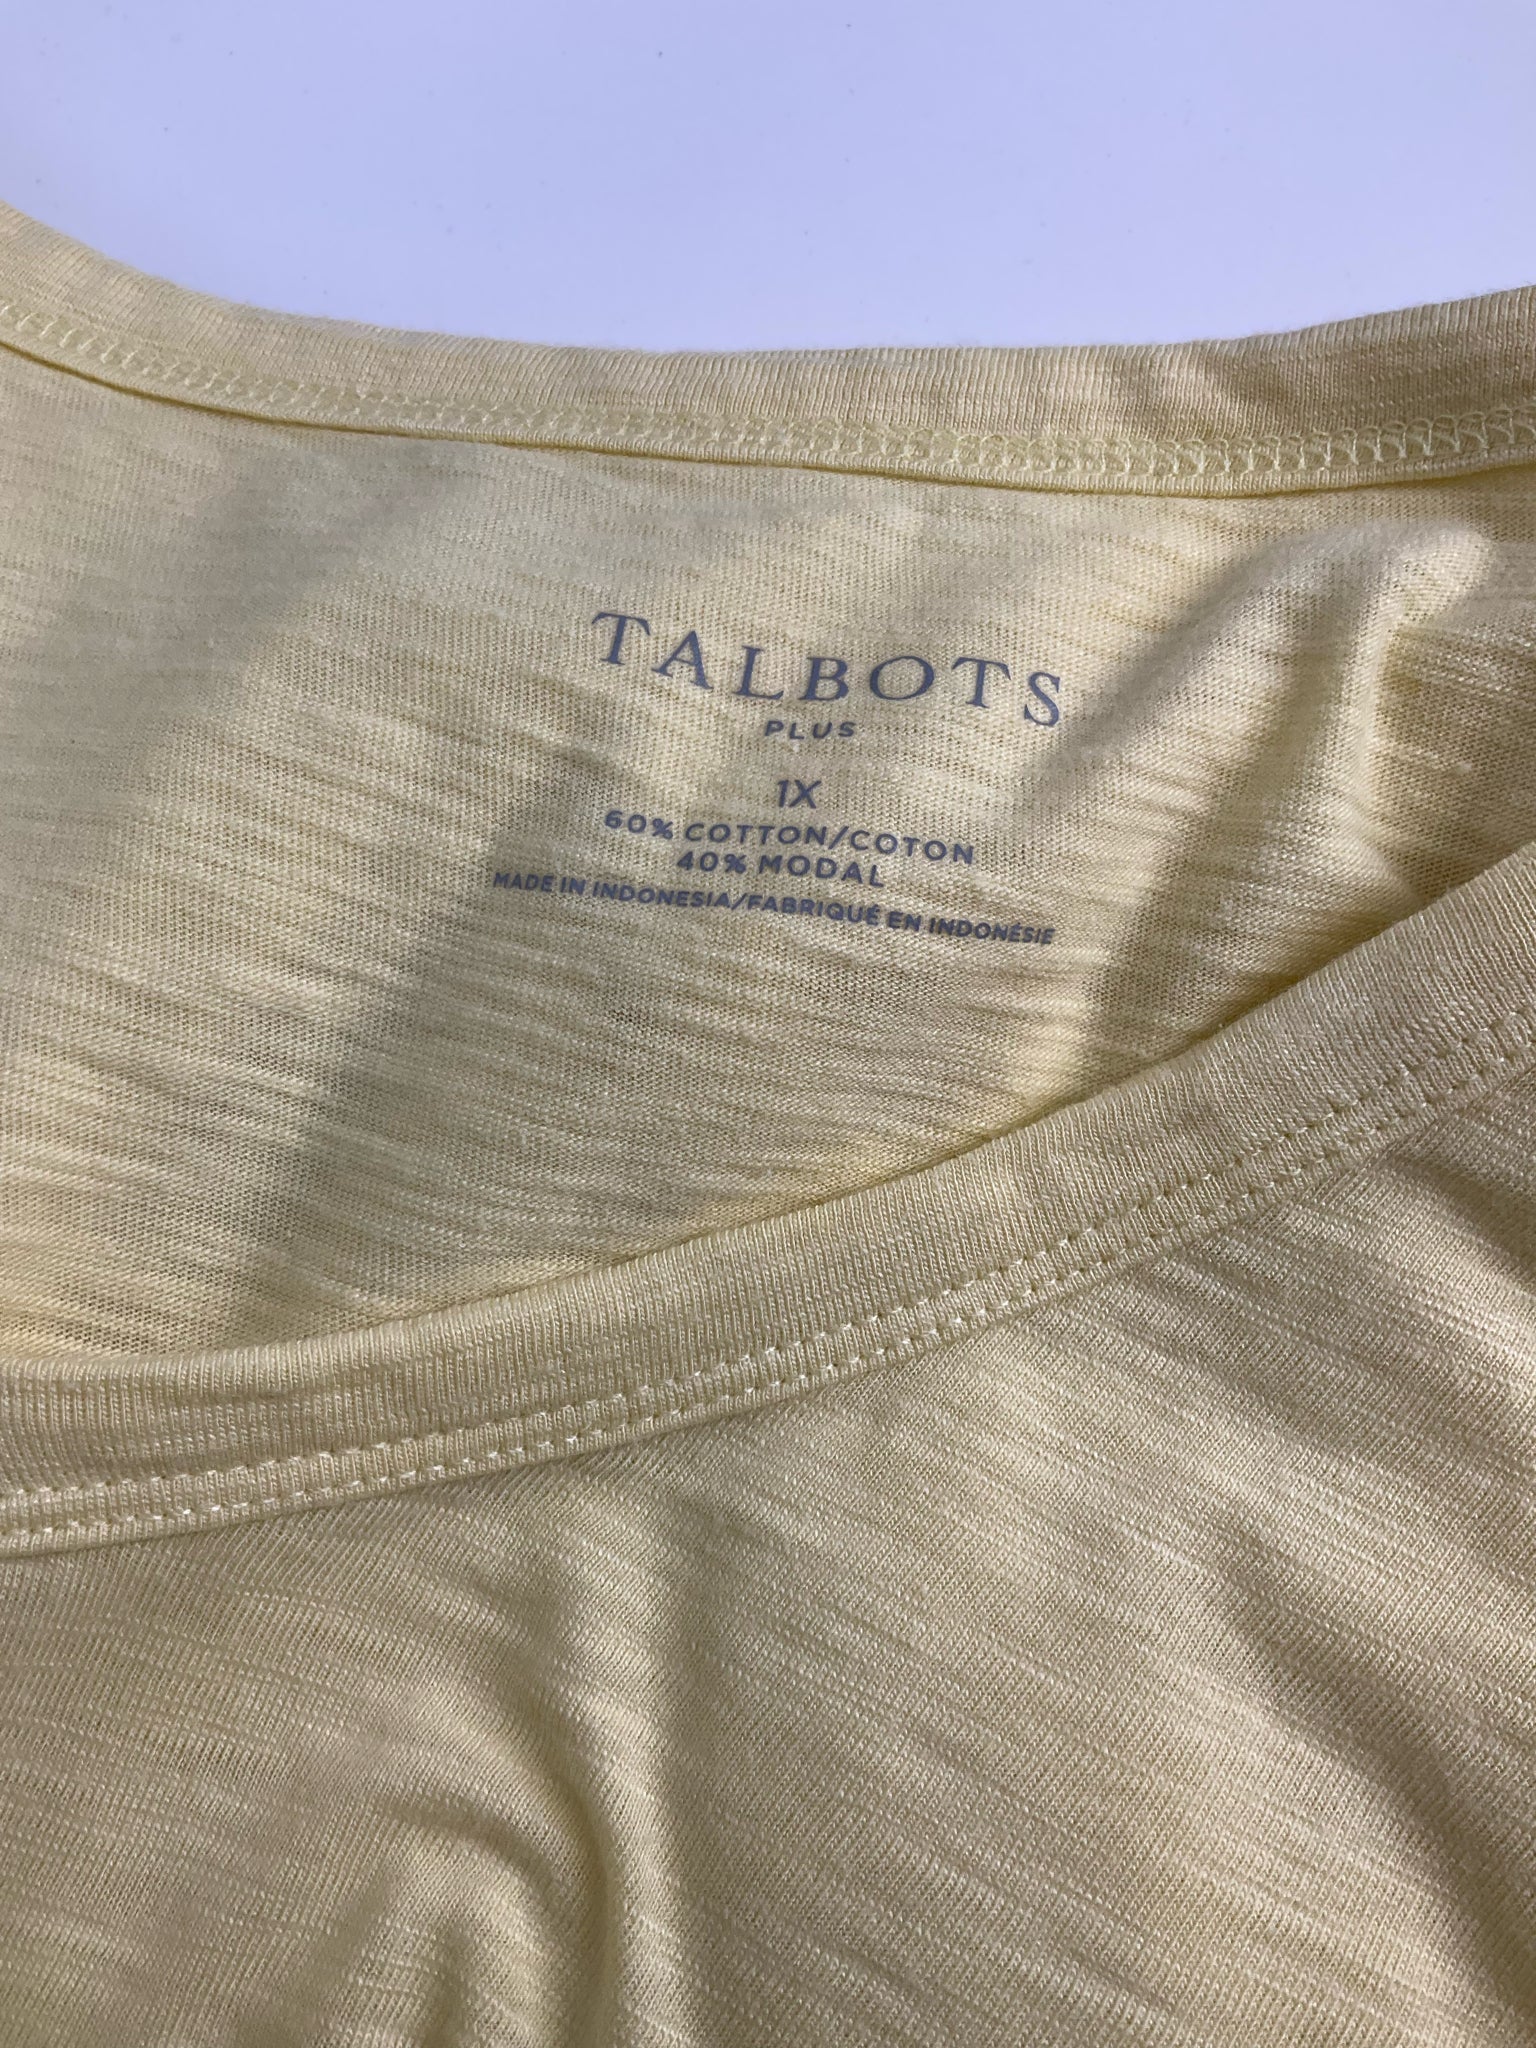 TALBOTS
PLUS
1X
60% COTTON/COTON
40% MODAL
MADE IN INDONESIA/FABRIQUÉ EN INDONÉSIE